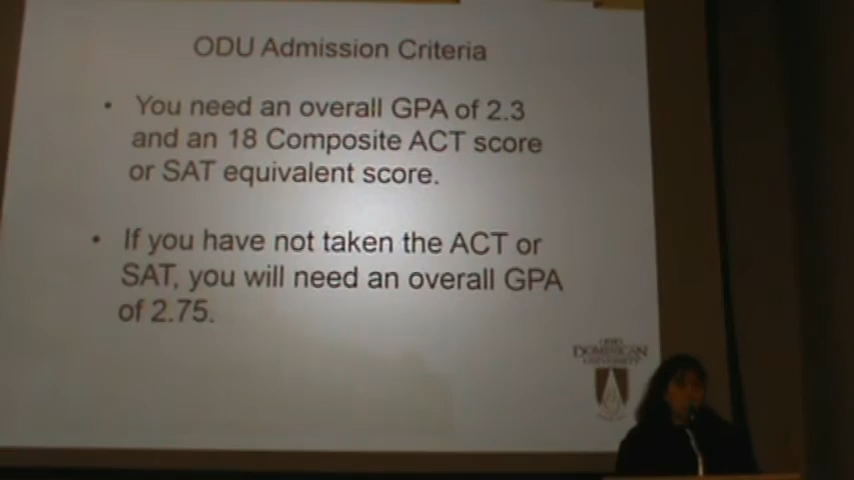 ODU Admission Criteria
• You need an overall GPA of 2.3
and an 18 Composite ACT score
or SAT equivalent score.
• If you have not taken the ACT or
SAT, you will need an overall GPA
of 2.75.
OHIO
DOMINICAN
UNIVERSITY